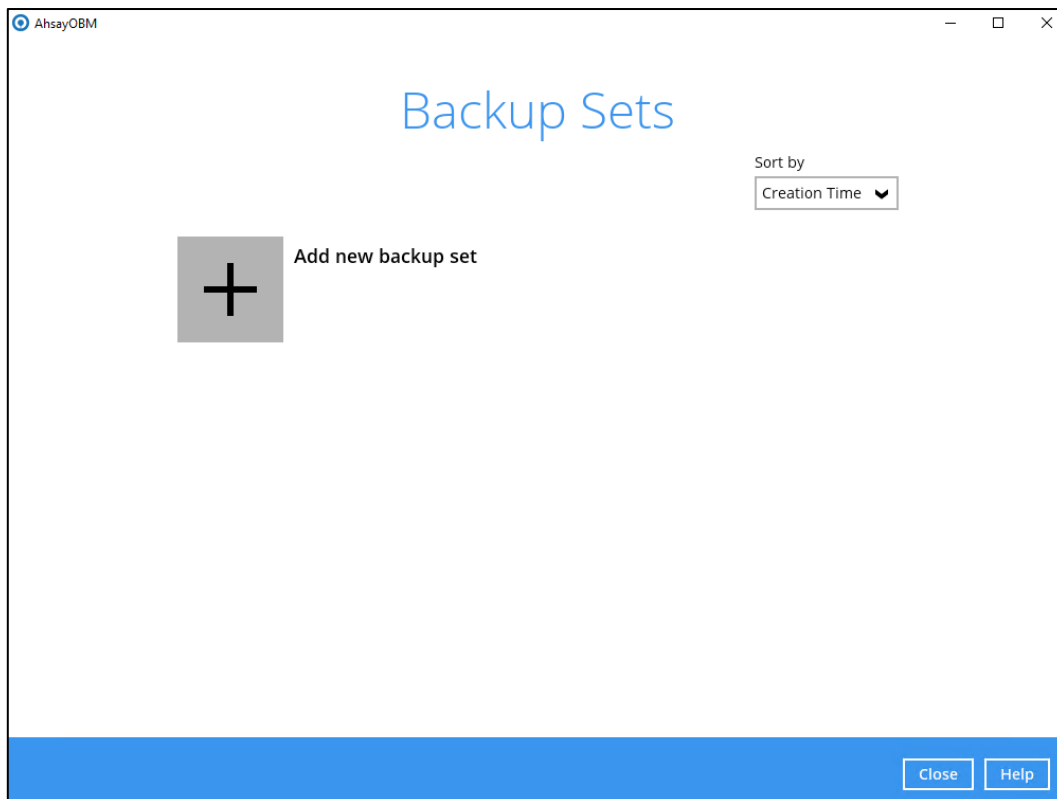 AhsayOBM
Backup Sets
Sort by
Creation Time
Add new backup set
Close
Help